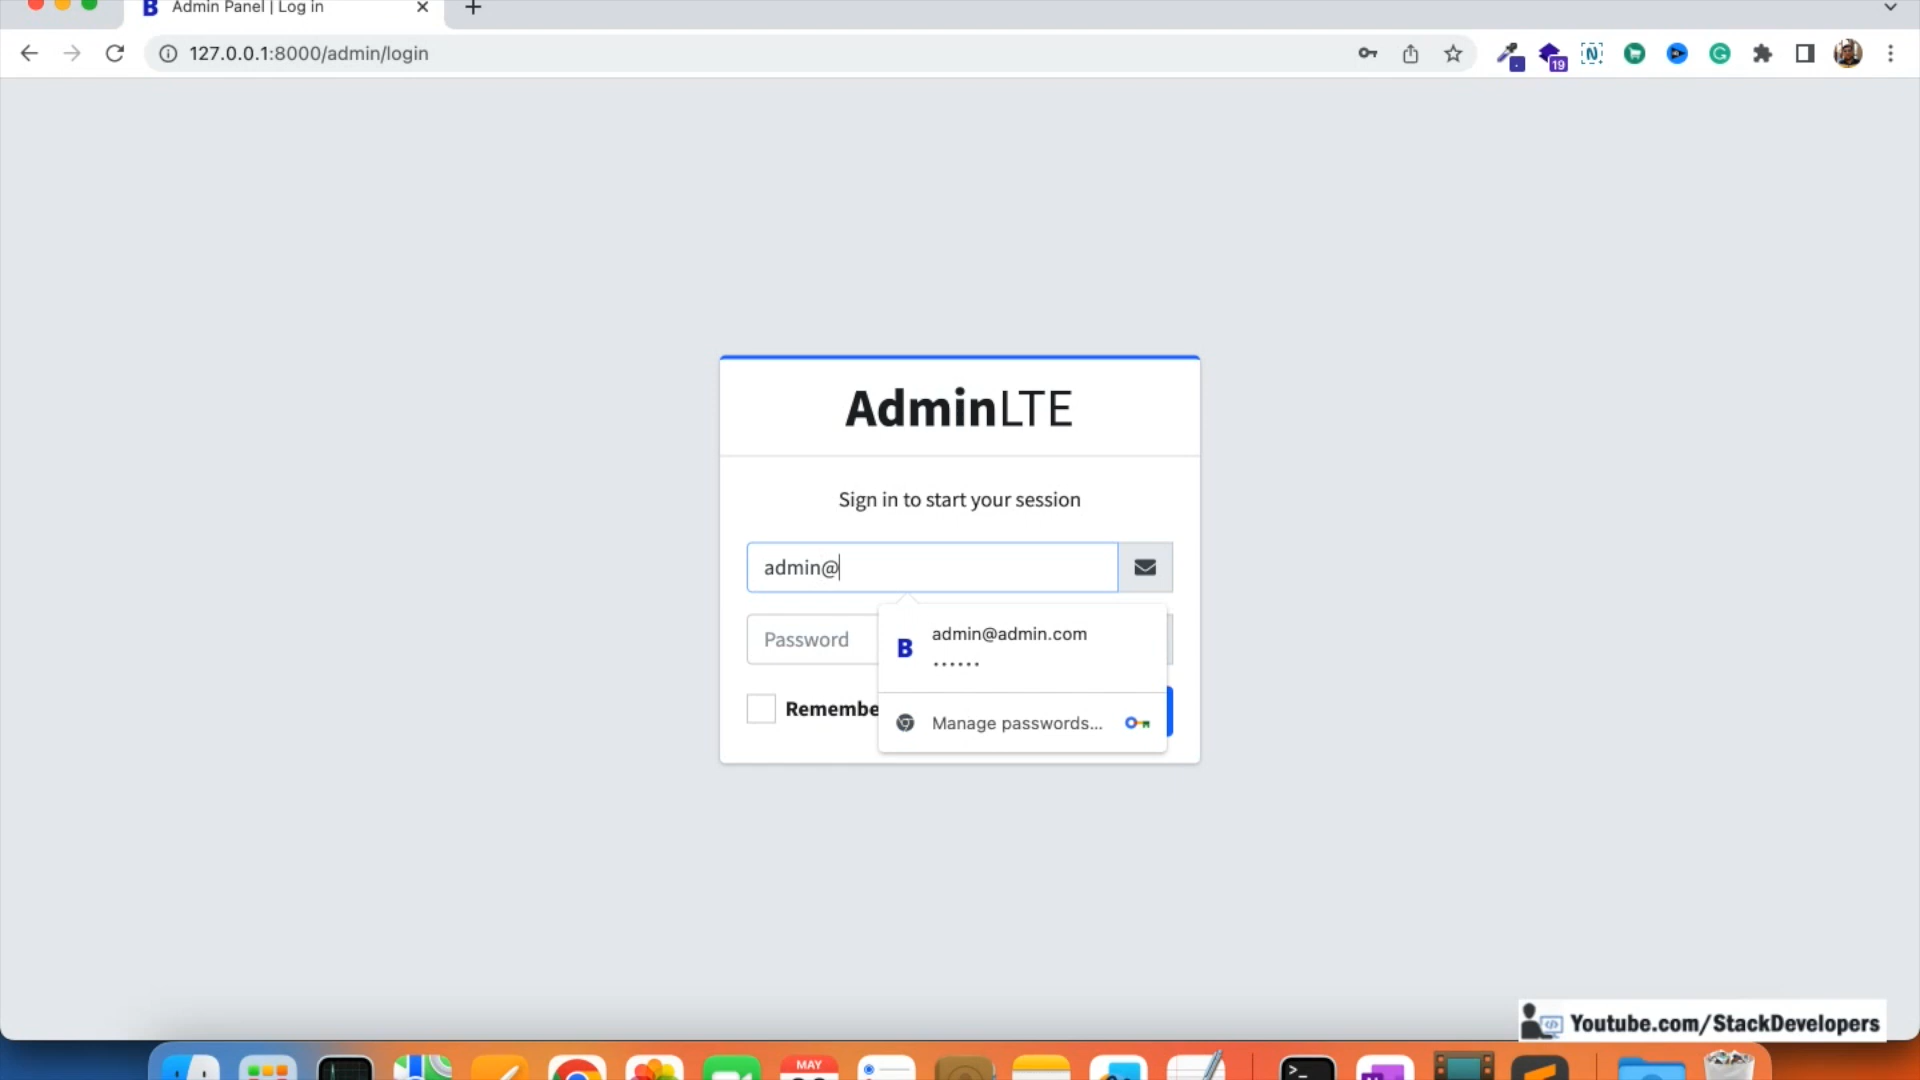 Admin Panel | Log in
127.0.0.1:8000/admin/login
19
AdminLTE
Sign in to start your session
admin@
admin@admin.com
Password
••••••
Remembe
Manage passwords...
Youtube.com/StackDevelopers
MAY